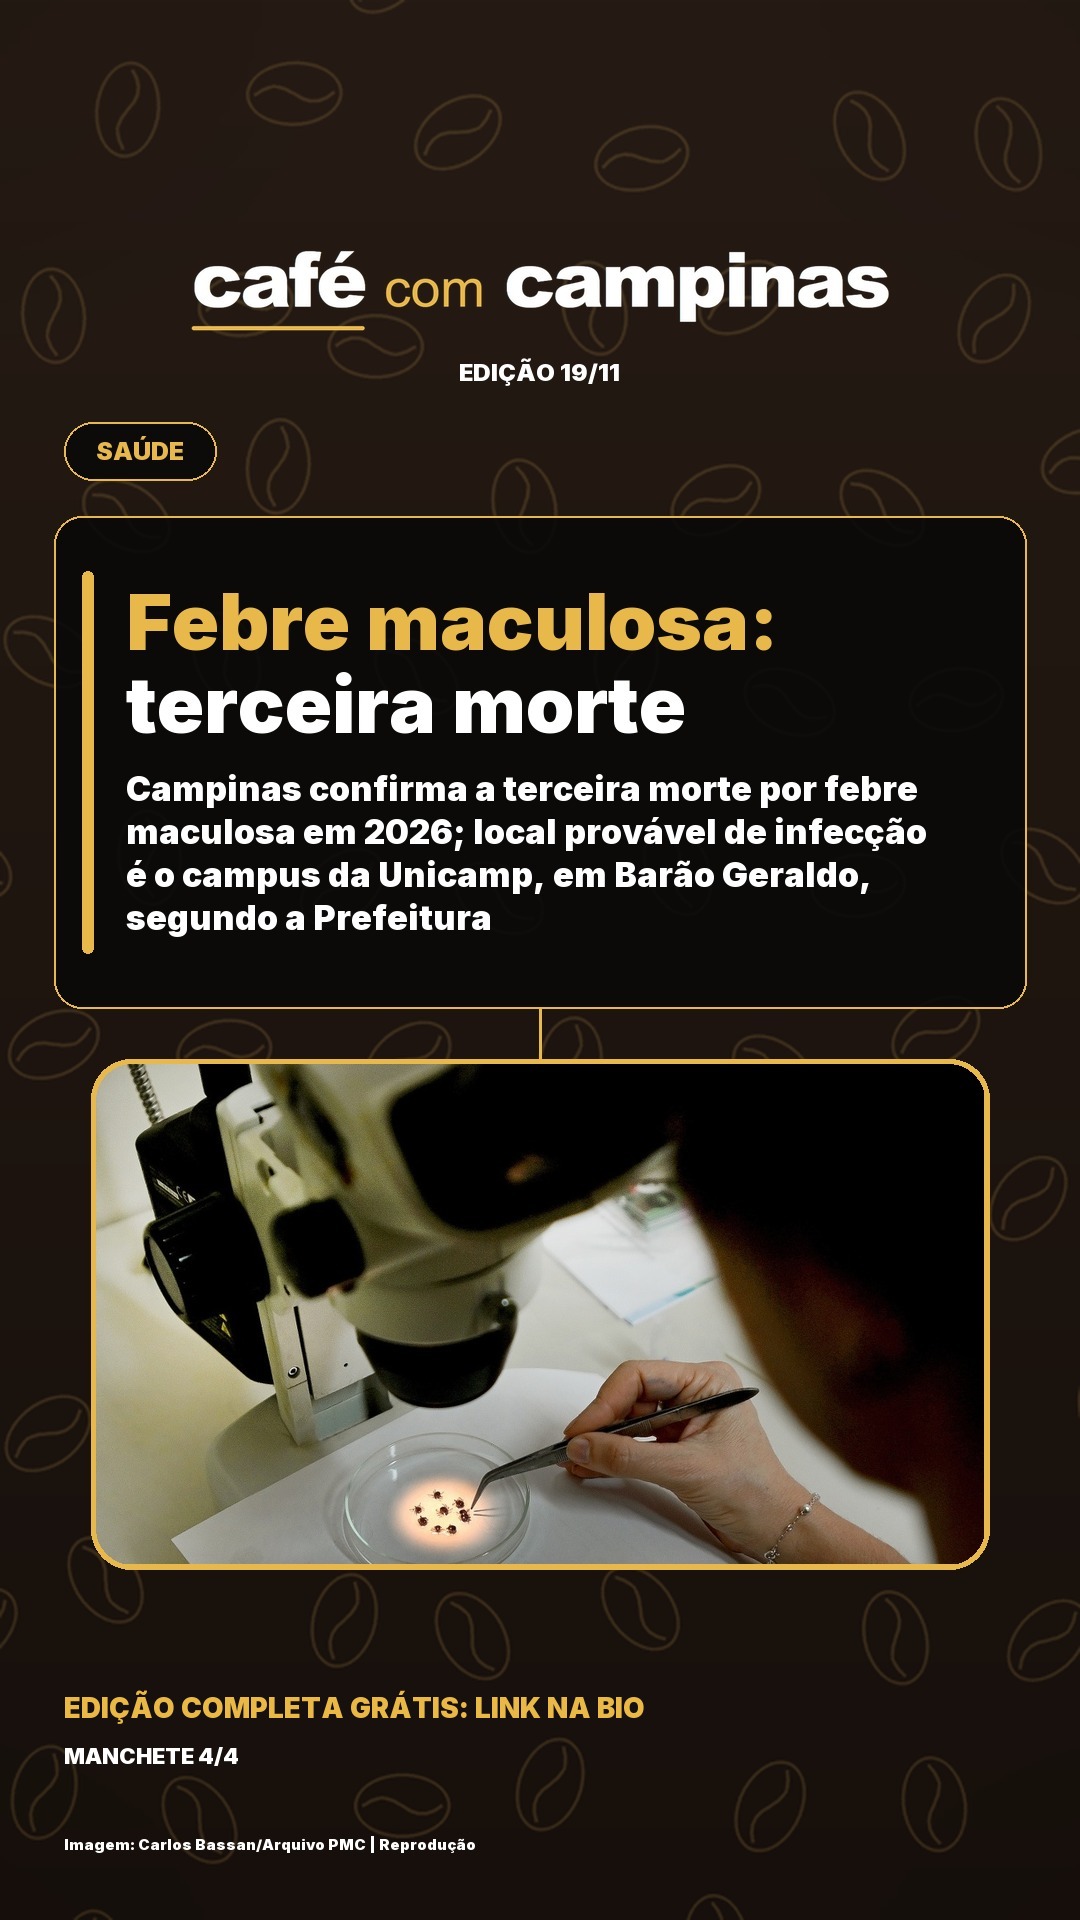 café com campinas
EDIÇÃO 19/11
SAÚDE
Febre maculosa:
terceira morte
Campinas confirma a terceira morte por febre
maculosa em 2026; local provável de infecção
é o campus da Unicamp, em Barão Geraldo,
segundo a Prefeitura
EDIÇÃO COMPLETA GRÁTIS: LINK NA BIO
MANCHETE 4/4
Imagem: Carlos Bassan/Arquivo PMC | Reprodução